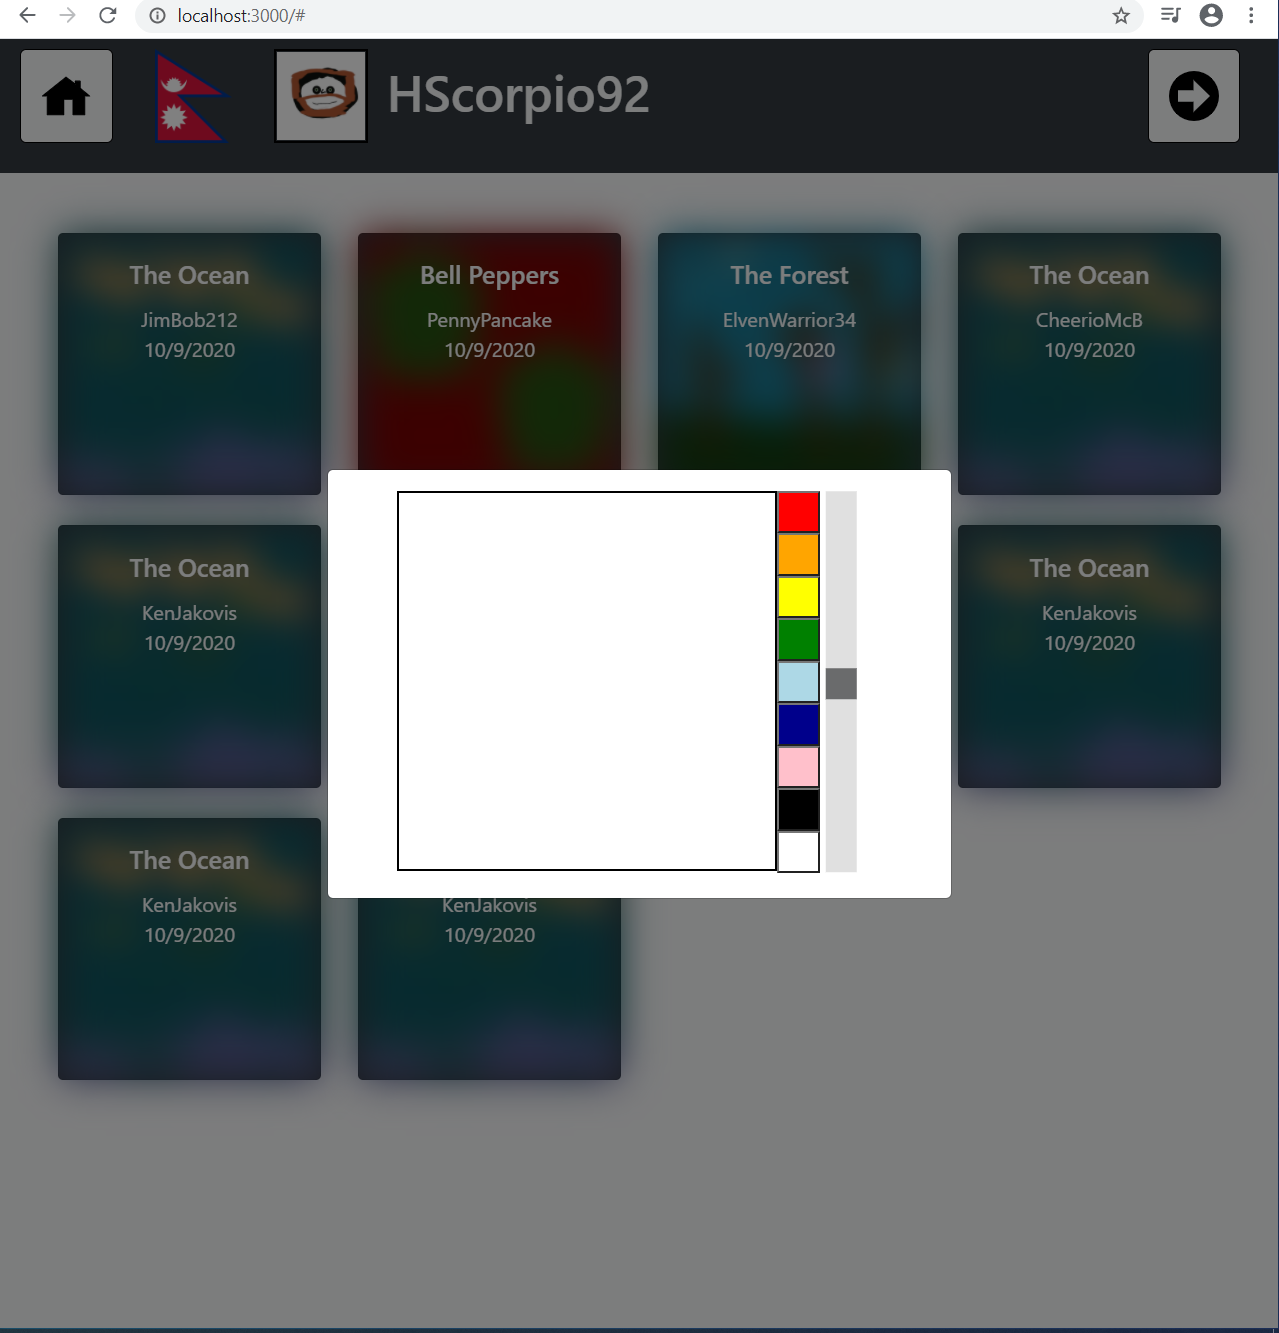 localhost:3000/#
HScorpio92
The Ocean
JimBob212
10/9/2020
Bell Peppers
PennyPancake
10/9/2020
The Forest
ElvenWarrior34
10/9/2020
The Ocean
CheerioMcB
10/9/2020
The Ocean
KenJakovis
10/9/2020
The Ocean
KenJakovis
10/9/2020
The Ocean
KenJakovis
10/9/2020
KenJakovis
10/9/2020